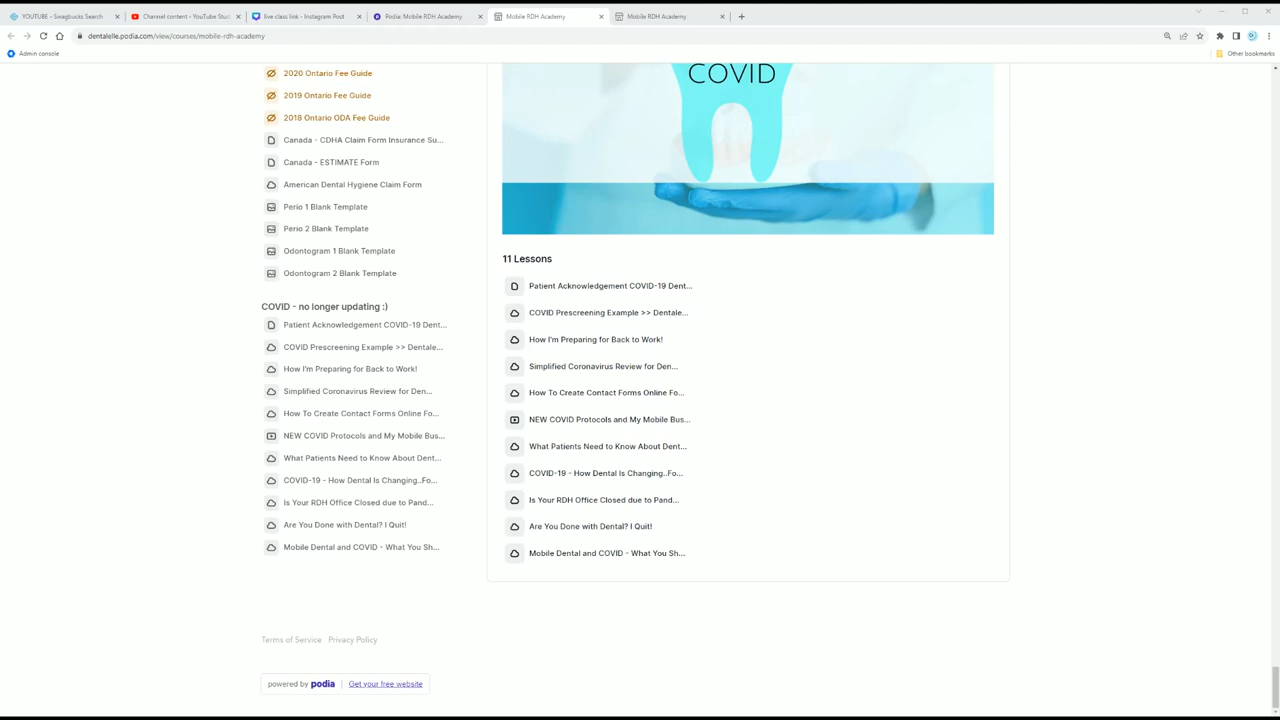 YOUTUBE - Swagbucks Search
Channel content - YouTube Stud
live class link - Instagram Post
Podia: Mobile RDH Academy
Mobile RDH Academy
Mobile RDH Academy
dentalelle.podia.com/view/courses/mobile-rdh-academy
Admin console
Other bookmarks
2020 Ontario Fee Guide
2019 Ontario Fee Guide
2018 Ontario ODA Fee Guide
Canada - CDHA Claim Form Insurance Su...
Canada - ESTIMATE Form
American Dental Hygiene Claim Form
Perio 1 Blank Template
Perio 2 Blank Template
Odontogram 1 Blank Template
Odontogram 2 Blank Template
COVID - no longer updating :)
Patient Acknowledgement COVID-19 Dent...
COVID Prescreening Example >> Dentale...
How I'm Preparing for Back to Work!
Simplified Coronavirus Review for Den...
How To Create Contact Forms Online Fo...
NEW COVID Protocols and My Mobile Bus...
What Patients Need to Know About Dent...
COVID-19 - How Dental Is Changing..Fo...
Is Your RDH Office Closed due to Pand...
Are You Done with Dental? I Quit!
Mobile Dental and COVID - What You Sh...
COVID
11 Lessons
Patient Acknowledgement COVID-19 Dent...
COVID Prescreening Example >> Dentale...
How I'm Preparing for Back to Work!
Simplified Coronavirus Review for Den...
How To Create Contact Forms Online Fo...
NEW COVID Protocols and My Mobile Bus...
What Patients Need to Know About Dent...
COVID-19 - How Dental Is Changing..Fo...
Is Your RDH Office Closed due to Pand...
Are You Done with Dental? I Quit!
Mobile Dental and COVID - What You Sh...
Terms of Service Privacy Policy
powered by podia Get your free website